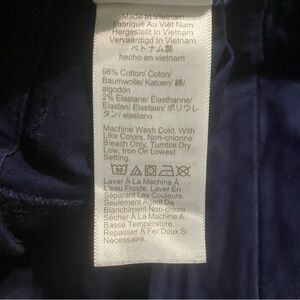 Made In Vietnam
Fabriqué Au Viêt Nam
Hergestellt In Vietnam
Vervaardigd In Vietnam
ベトナム製
hecho en vietnam
98% Cotton/ Coton/
Baumwolle/ Katoen/ 綿/
algodón
2% Elastane/ Élasthanne/
Elastan/ Elastaan/ ポリウレ
タン/ elastano
Machine Wash Cold. With
Like Colors. Non-chlorine
Bleach Only. Tumble Dry
Low. Iron On Lowest
Setting.
30
Laver À La Machine À
L'eau Froide. Laver En
Séparant Les Couleurs.
Seulement Agent De
Blanchiment Non-Chloré
Sécher À La Machine À
Basse Température.
Repasser À Fer Doux Si
Nécessaire.